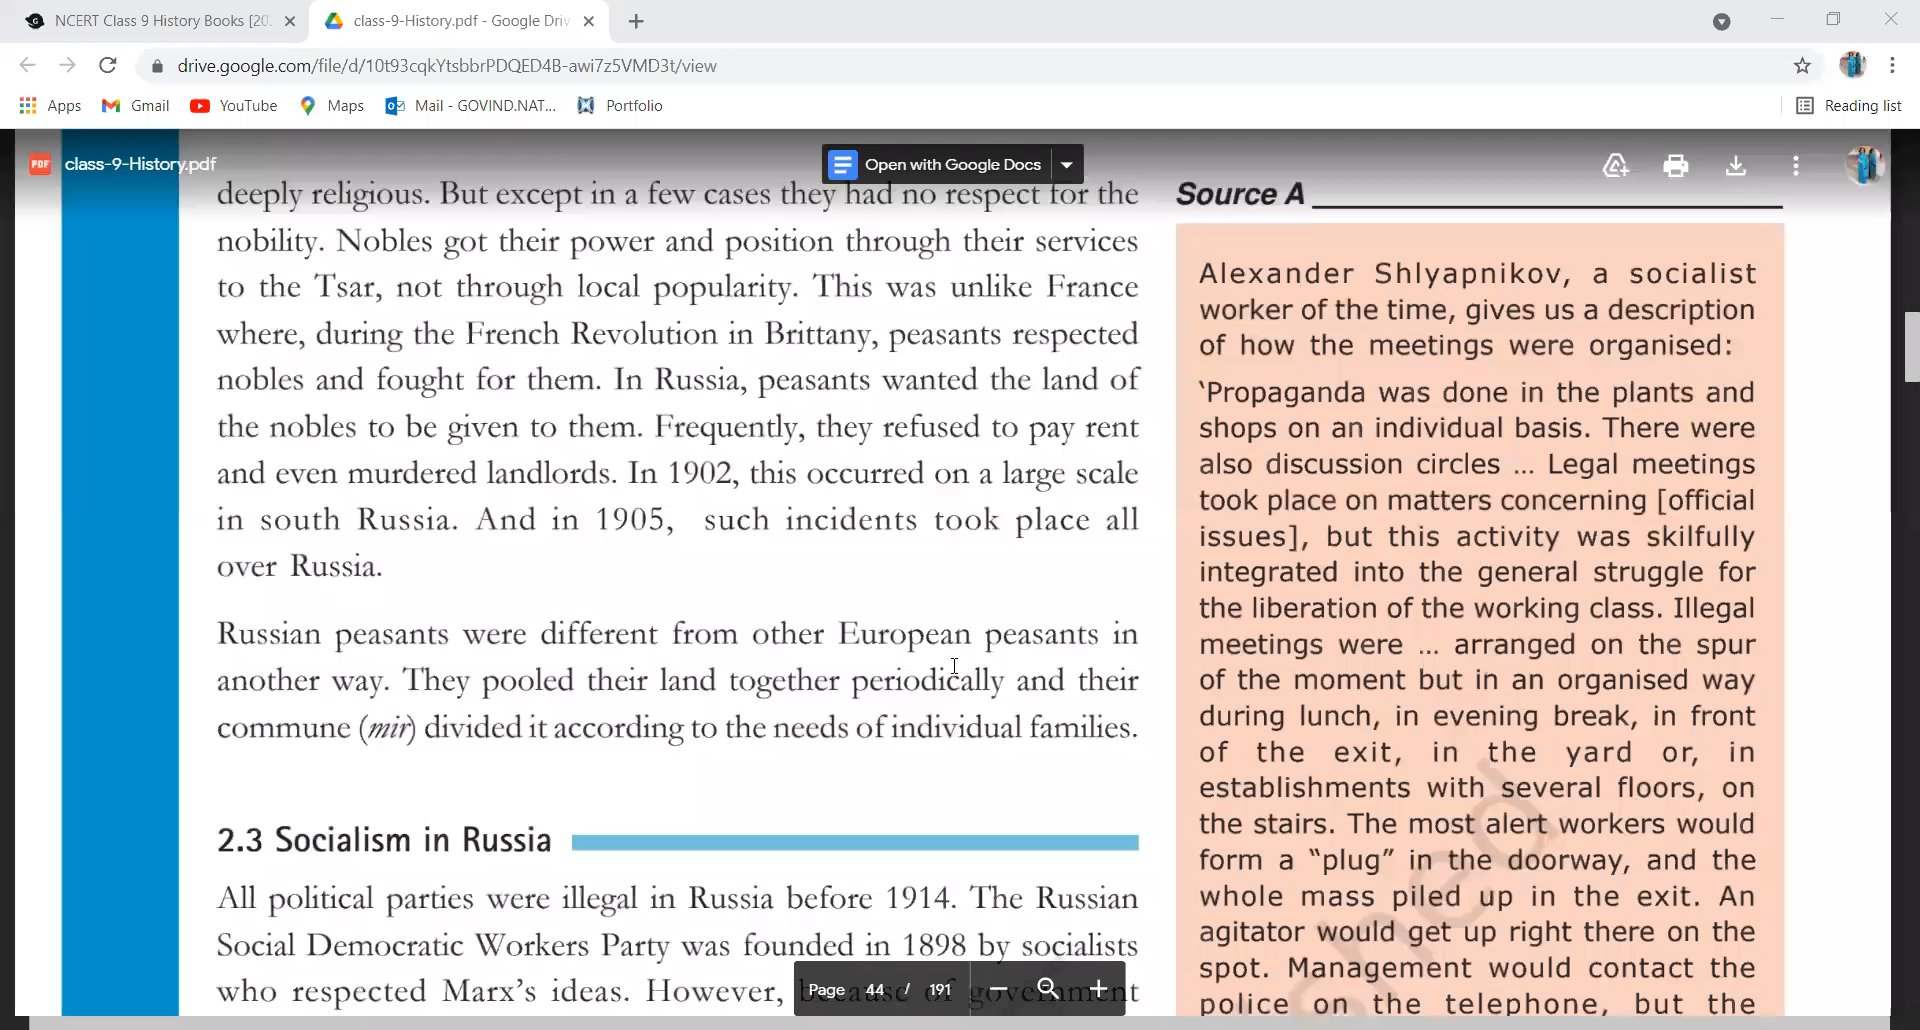 NCERT Class 9 History Books [20
class-9-History.pdf - Google Driv
drive.google.com/file/d/10t93cqkYtsbbrPDQED4B-awi7z5VMD3t/view
Apps
Gmail
YouTube
Maps
Mail - GOVIND.NAT...
Portfolio
Reading list
PDF
class-9-History.pdf
Open with Google Docs
deeply religious. But except in a few cases they had no respect for the
nobility. Nobles got their power and position through their services
to the Tsar, not through local popularity. This was unlike France
where, during the French Revolution in Brittany, peasants respected
nobles and fought for them. In Russia, peasants wanted the land of
the nobles to be given to them. Frequently, they refused to pay rent
and even murdered landlords. In 1902, this occurred on a large scale
in south Russia. And in 1905, such incidents took place all
over Russia.
Russian peasants were different from other European peasants in
another way. They pooled their land together periodically and their
commune (mir) divided it according to the needs of individual families.
2.3 Socialism in Russia
All political parties were illegal in Russia before 1914. The Russian
Social Democratic Workers Party was founded in 1898 by socialists
who respected Marx's ideas. However, because of government
Source A
Alexander Shlyapnikov, a socialist
worker of the time, gives us a description
of how the meetings were organised:
‘Propaganda was done in the plants and
shops on an individual basis. There were
also discussion circles … Legal meetings
took place on matters concerning [official
issues], but this activity was skilfully
integrated into the general struggle for
the liberation of the working class. Illegal
meetings were … arranged on the spur
of the moment but in an organised way
during lunch, in evening break, in front
of the exit, in the yard or, in
establishments with several floors, on
the stairs. The most alert workers would
form a “plug” in the doorway, and the
whole mass piled up in the exit. An
agitator would get up right there on the
spot. Management would contact the
police on the telephone, but the
shed
Page 44 / 191